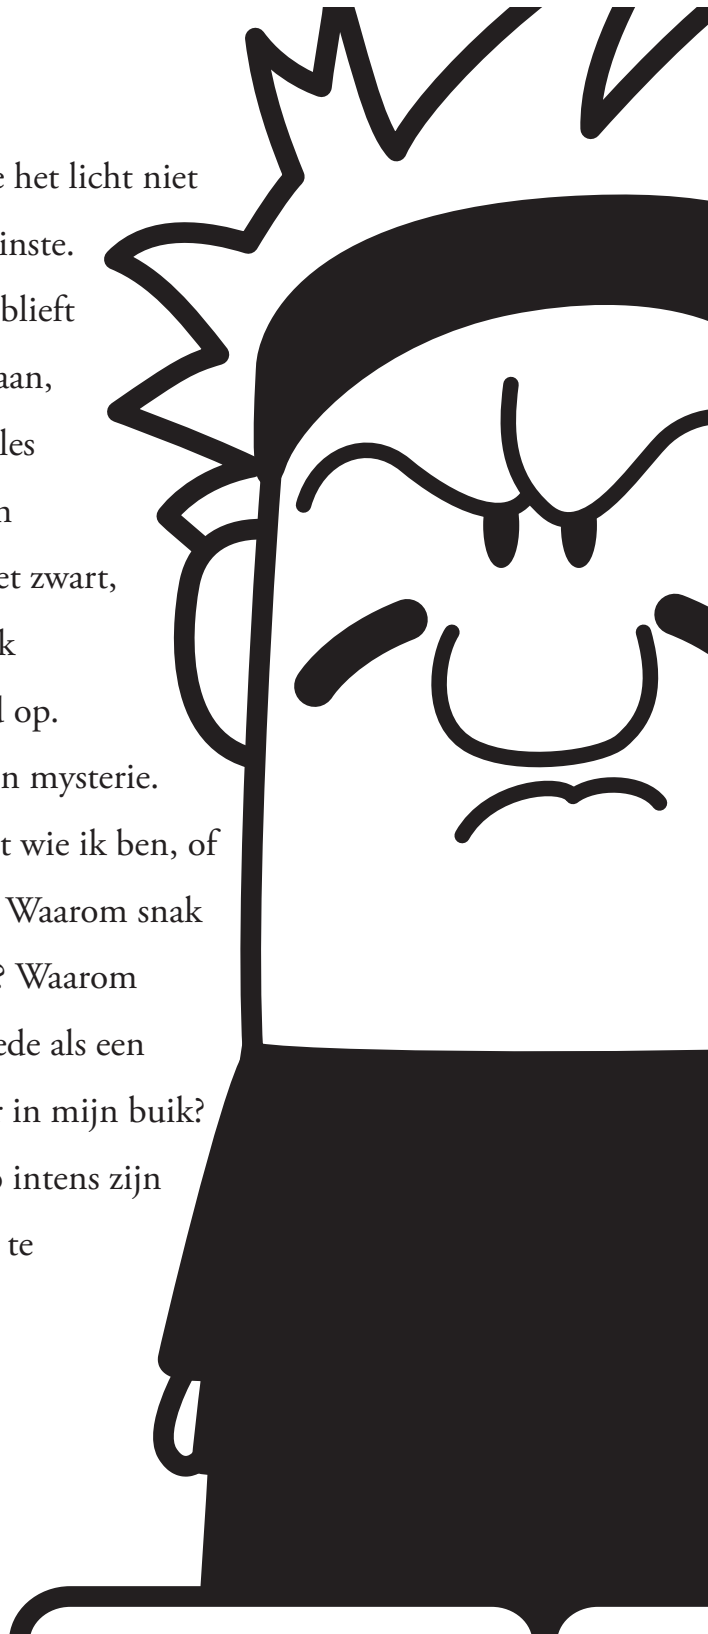 het licht niet
inste.
blieft
aan,
les
n
et zwart,
k
op.
n mysterie.
t wie ik ben, of
Waarom snak
? Waarom
ede als een
in mijn buik?
intens zijn
te